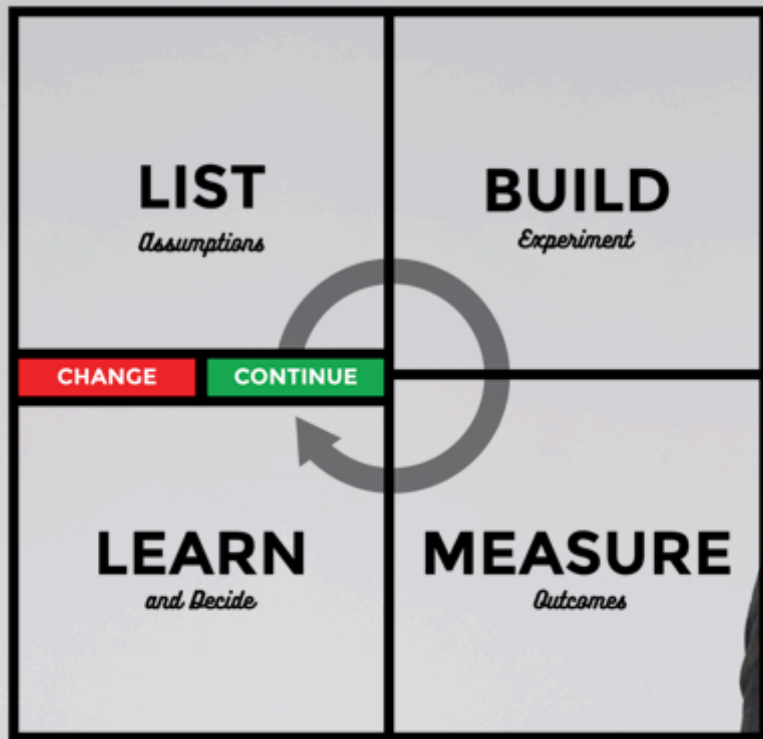 LIST
Assumptions
BUILD
Experiment
CHANGE
CONTINUE
LEARN
and Decide
MEASURE
Outcomes